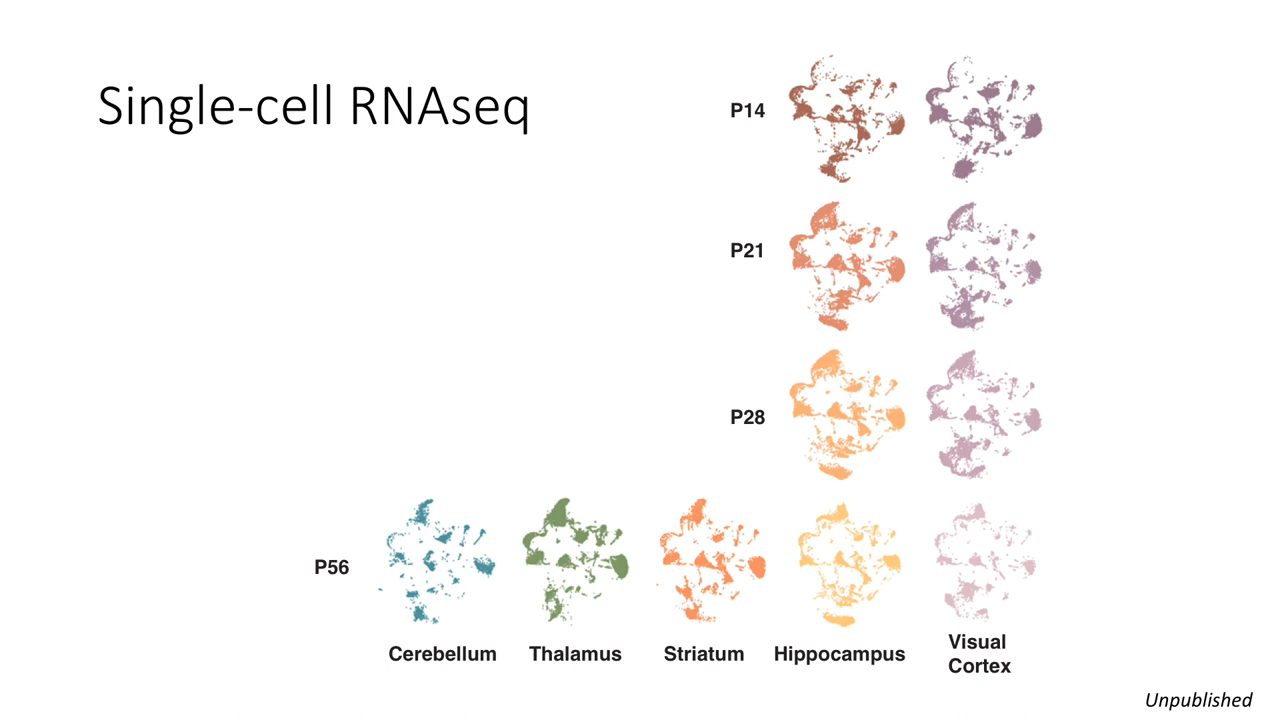 Single-cell RNAseq
P14
P21
P28
P56
Cerebellum
Thalamus
Striatum
Hippocampus
Visual
Cortex
Unpublished